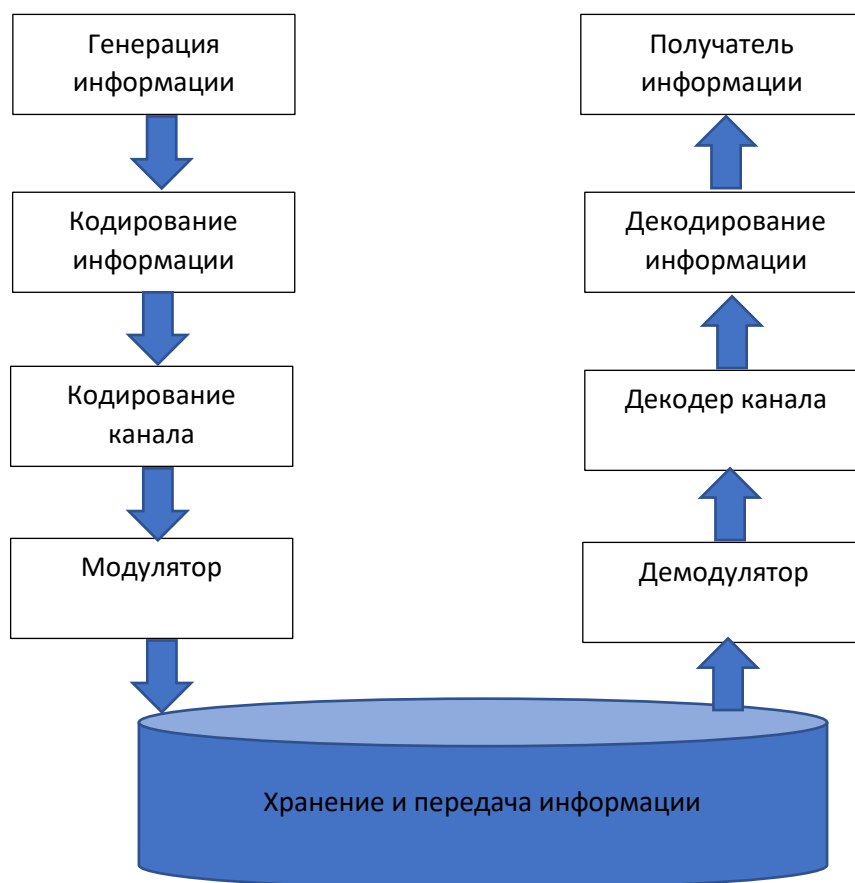 Генерация
информации
Кодирование
информации
Кодирование
канала
Модулятор
Получатель
информации
Декодирование
информации
Декодер канала
Демодулятор
Хранение и передача информации